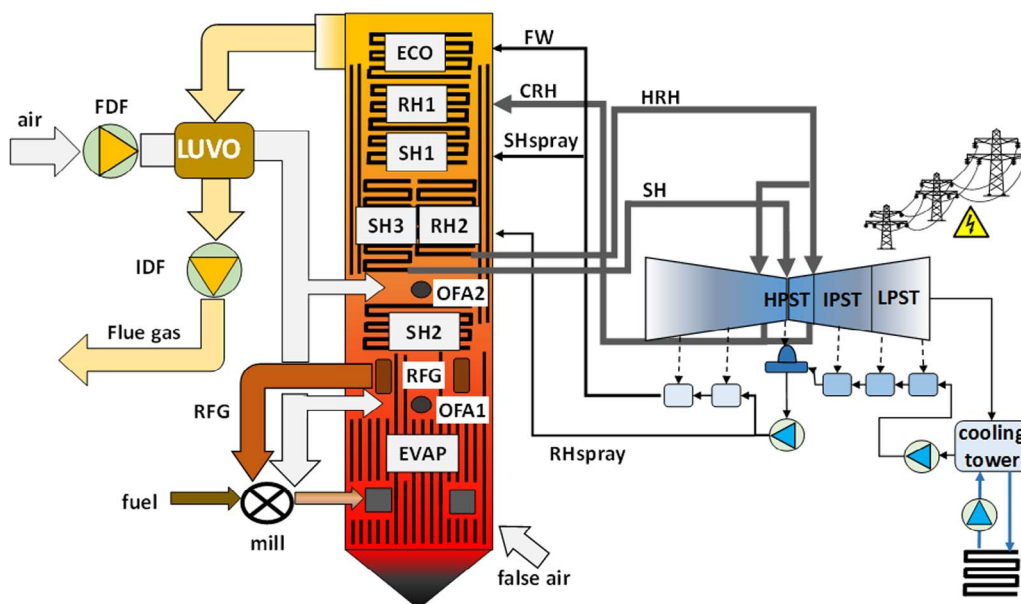 ECO
FW
RH1
CRH
HRH
FDF
air
LUVO
SH1
SHspray
SH
SH3
RH2
IDF
OFA2
HPST
IPST
LPST
Flue gas
SH2
RFG
RFG
OFA1
EVAP
RHspray
cooling
tower
fuel
mill
false air